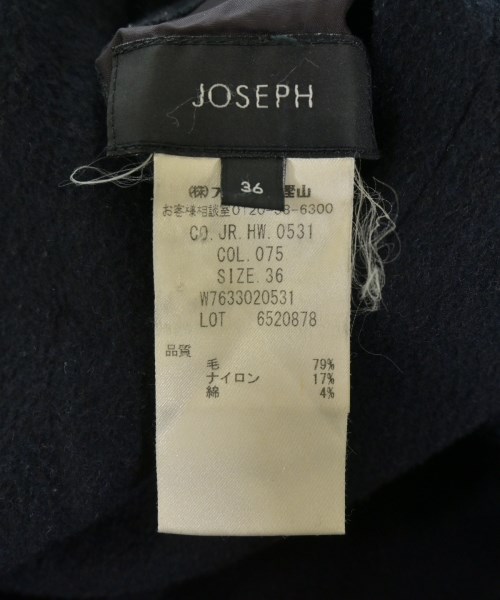 JOSEPH
36
(株)
お客様相談室0120-58-6300
CO.JR.HW.0531
COL.075
SIZE.36
W7633020531
LOT 6520878
品質
毛 79%
ナイロン 17%
綿 4%